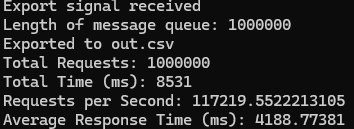 Export signal received
Length of message queue: 1000000
Exported to out.csv
Total Requests: 1000000
Total Time (ms): 8531
Requests per Second: 117219.5522213105
Average Response Time (ms): 4188.77381